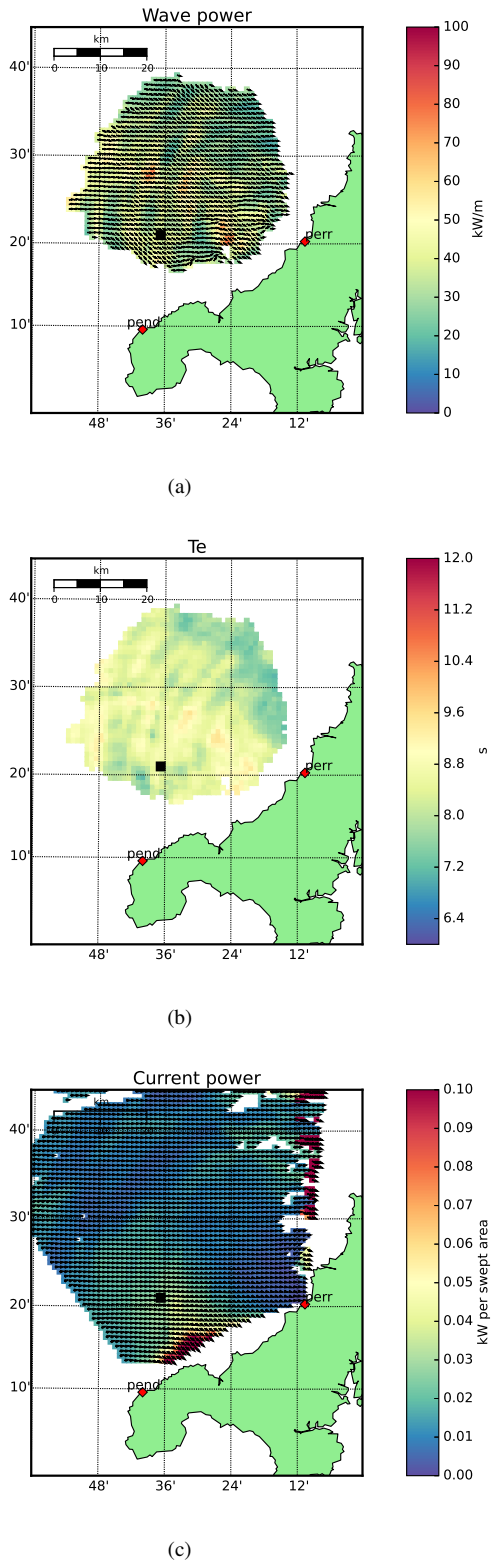 Wave power
km
0 10 20
40'
30'
20'
10'
48' 36' 24' 12'
perr
pend
100
90
80
70
60
50
40
30
20
10
0
kW/m
(a)
Te
km
0 10 20
40'
30'
20'
10'
48' 36' 24' 12'
perr
pend
12.0
11.2
10.4
9.6
8.8
8.0
7.2
6.4
s
(b)
Current power
km
40'
30'
20'
10'
48' 36' 24' 12'
perr
pend
0.10
0.09
0.08
0.07
0.06
0.05
0.04
0.03
0.02
0.01
0.00
kW per swept area
(c)